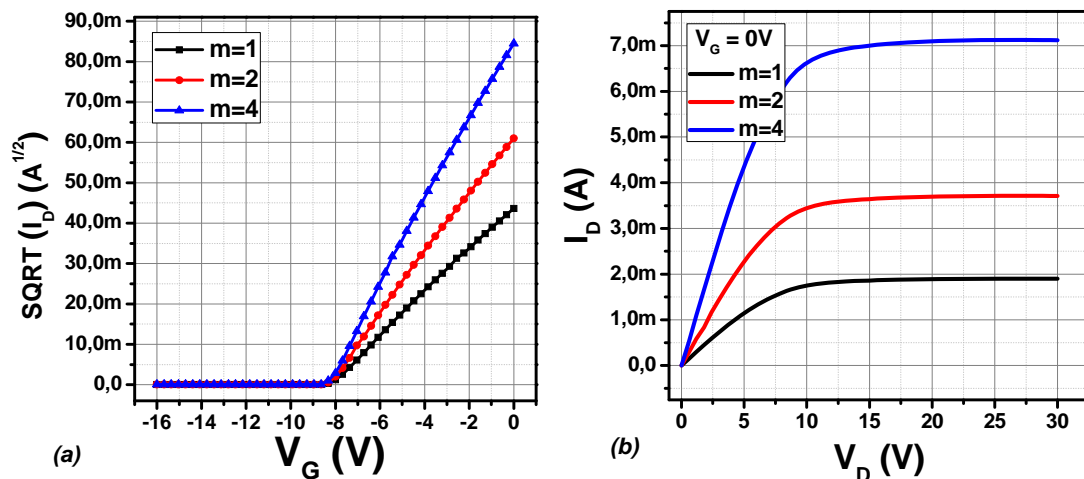 90,0m
80,0m
70,0m
60,0m
50,0m
40,0m
30,0m
20,0m
10,0m
0,0
SQRT (I_D) (A^1/2)
m=1
m=2
m=4
-16 -14 -12 -10 -8 -6 -4 -2 0
V_G (V)
(a)
7,0m
6,0m
5,0m
4,0m
3,0m
2,0m
1,0m
0,0
I_D (A)
V_G = 0V
m=1
m=2
m=4
0 5 10 15 20 25 30
V_D (V)
(b)